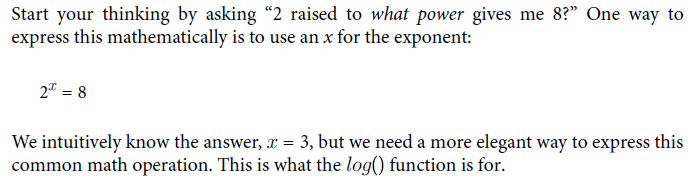 Start your thinking by asking “2 raised to what power gives me 8?” One way to
express this mathematically is to use an x for the exponent:
2ˣ = 8
We intuitively know the answer, x = 3, but we need a more elegant way to express this
common math operation. This is what the log() function is for.